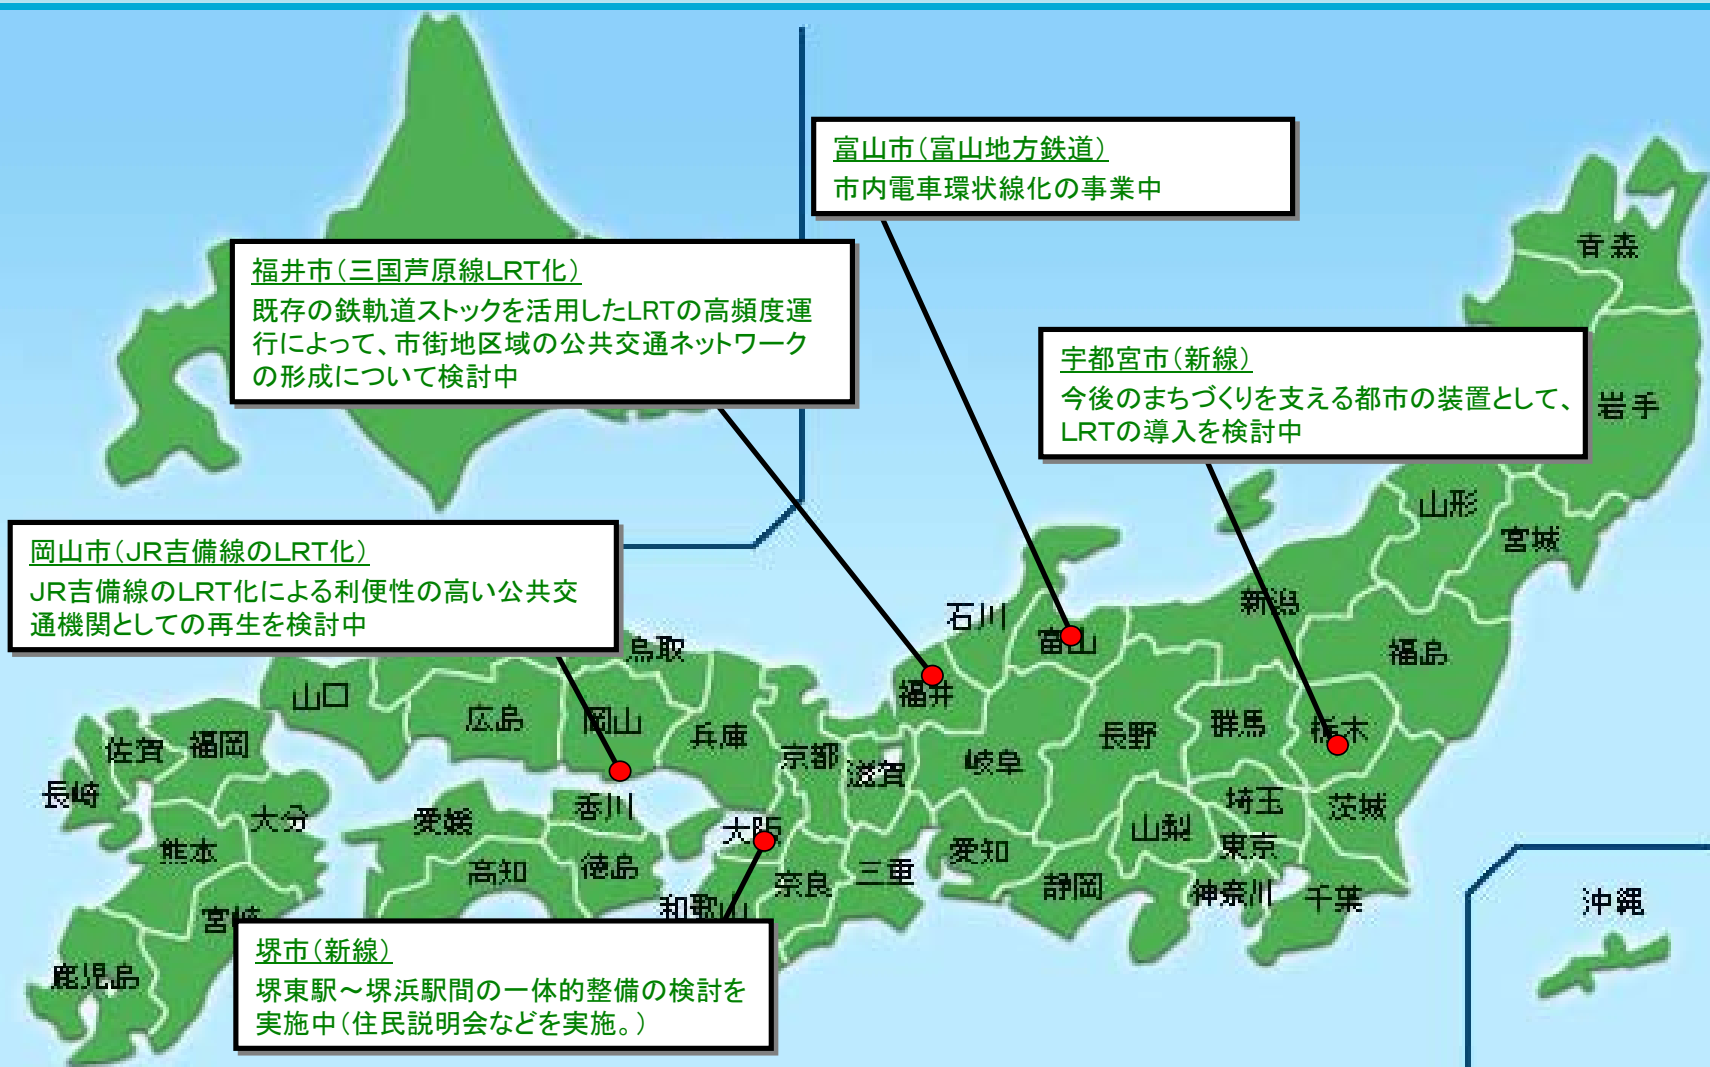 富山市(富山地方鉄道)
市内電車環状線化の事業中
福井市(三国芦原線LRT化)
既存の鉄軌道ストックを活用したLRTの高頻度運
行によって、市街地区域の公共交通ネットワーク
の形成について検討中
宇都宮市(新線)
今後のまちづくりを支える都市の装置として、
LRTの導入を検討中
岡山市(JR吉備線のLRT化)
JR吉備線のLRT化による利便性の高い公共交
通機関としての再生を検討中
堺市(新線)
堺東駅~堺浜駅間の一体的整備の検討を
実施中(住民説明会などを実施。)
青森
岩手
山形
宮城
新潟
福島
石川
富山
福井
鳥取
山口
広島
岡山
兵庫
京都
滋賀
岐阜
長野
群馬
栃木
佐賀
福岡
長崎
大分
熊本
宮崎
鹿児島
愛媛
香川
高知
徳島
大阪
奈良
和歌山
三重
愛知
静岡
山梨
埼玉
東京
神奈川
千葉
茨城
沖縄